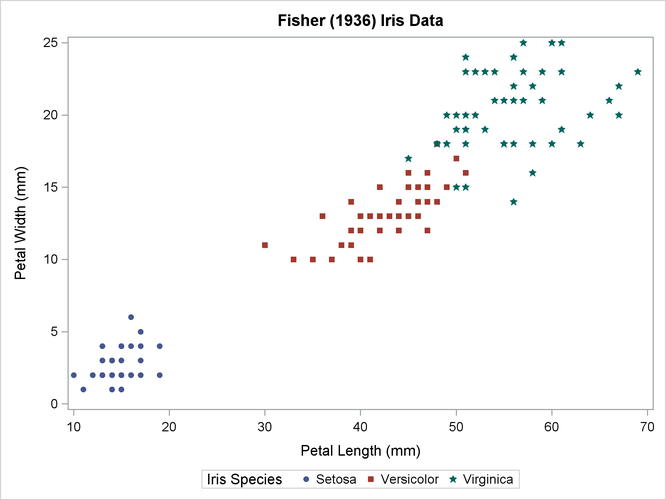 Fisher (1936) Iris Data
Petal Width (mm)
25
20
15
10
5
0
10 20 30 40 50 60 70
Petal Length (mm)
Iris Species Setosa Versicolor Virginica